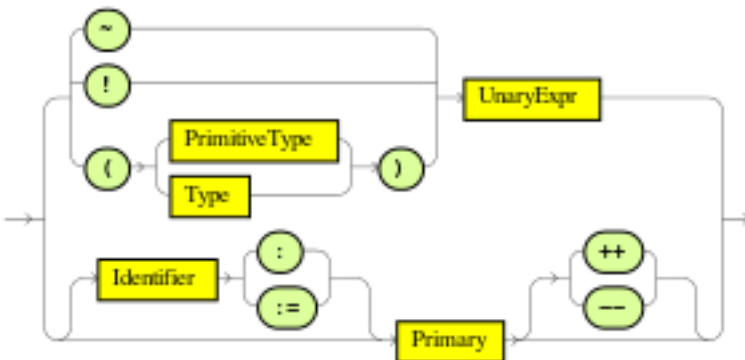 ~
!
UnaryExpr
( PrimitiveType )
Type
Identifier : ++
:= --
Primary